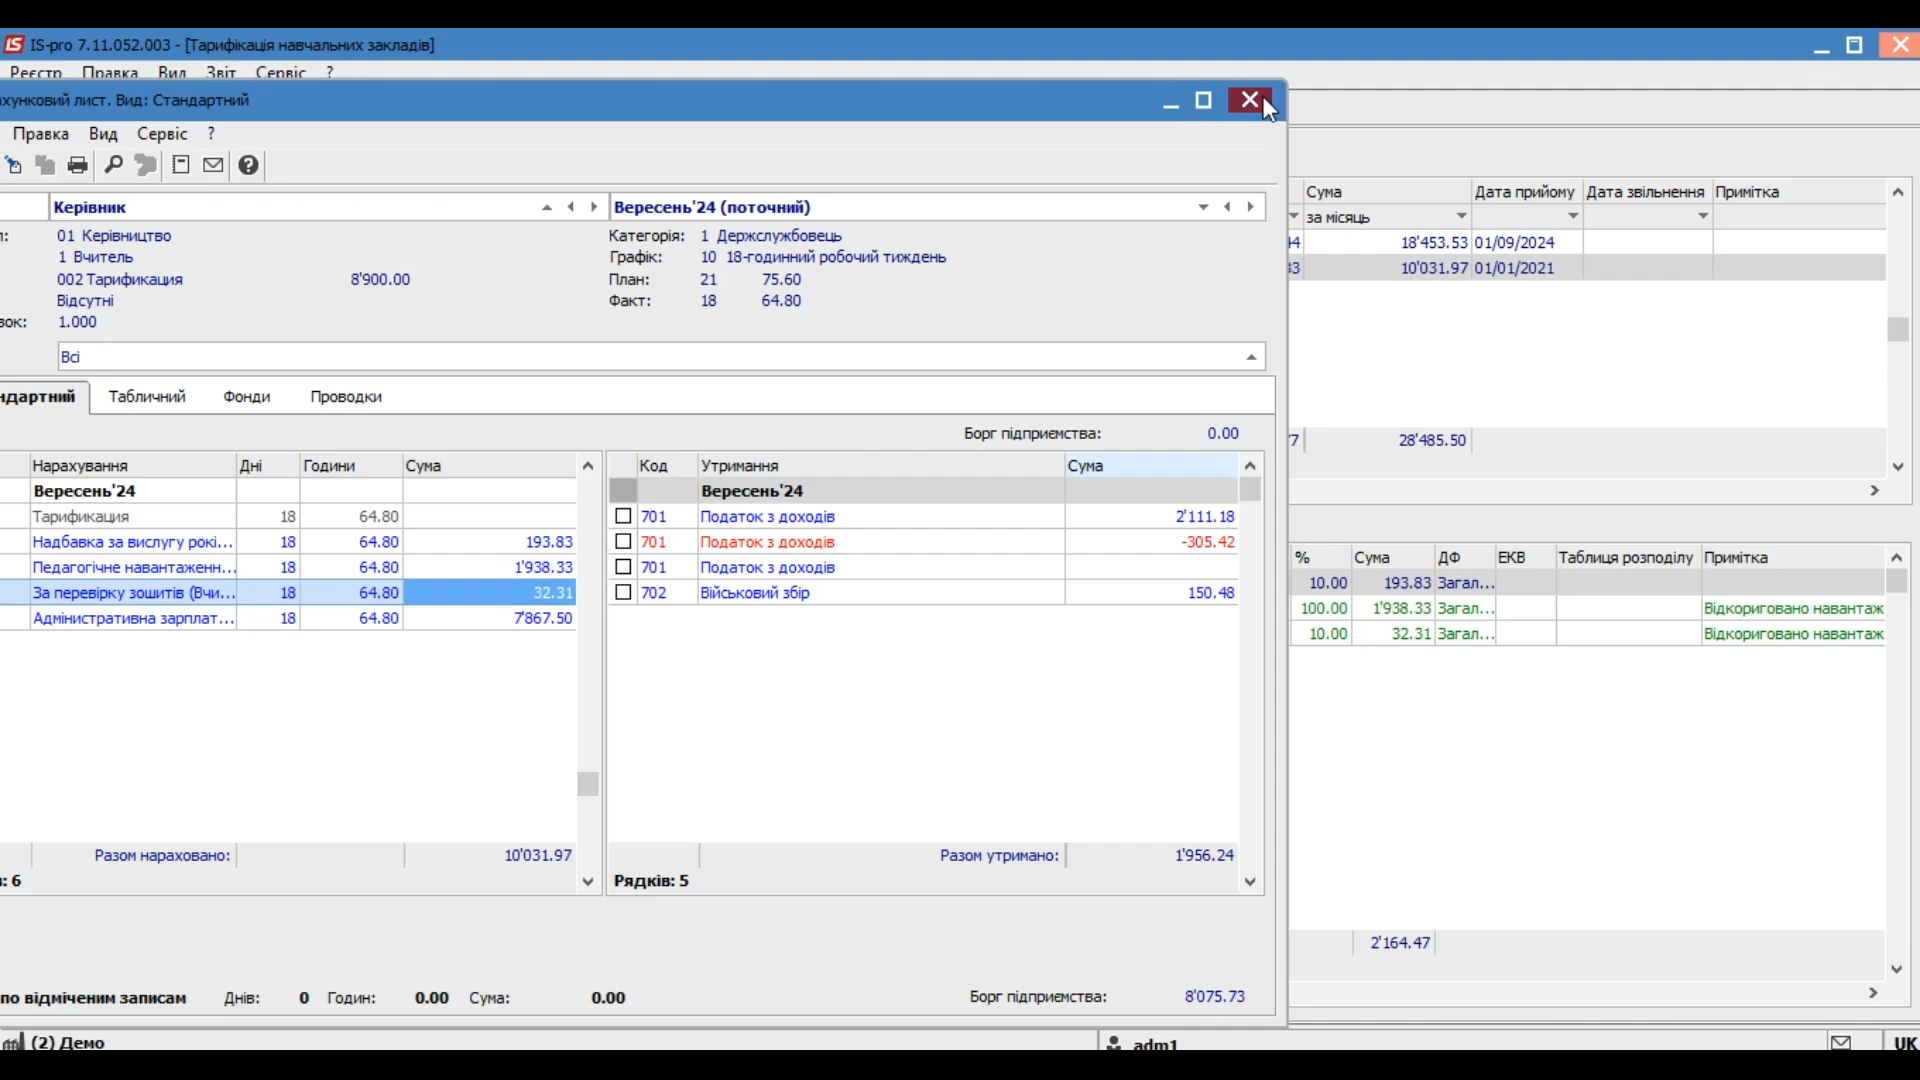 IS-pro 7.11.052.003 - [Тарифікація навчальних закладів]
Реєстр Правка Вид Звіт Сервіс ?
хунковий лист. Вид: Стандартний
Правка Вид Сервіс ?
Керівник
Вересень'24 (поточний)
01 Керівництво
1 Вчитель
002 Тарификация 8'900.00
Відсутні
зок: 1.000
Категорія: 1 Держслужбовець
Графік: 10 18-годинний робочий тиждень
План: 21 75.60
Факт: 18 64.80
Всі
ндартний Табличний Фонди Проводки
Борг підприємства: 0.00
Нарахування Дні Години Сума
Вересень'24
Тарификация 18 64.80
Надбавка за вислугу рокі... 18 64.80 193.83
Педагогічне навантаженн... 18 64.80 1'938.33
За перевірку зошитів (Вчи... 18 64.80 32.31
Адміністративна зарплат... 18 64.80 7'867.50
Разом нараховано: 10'031.97
: 6
Код Утримання Сума
Вересень'24
701 Податок з доходів 2'111.18
701 Податок з доходів -305.42
701 Податок з доходів
702 Військовий збір 150.48
Разом утримано: 1'956.24
Рядків: 5
по відміченим записам Днів: 0 Годин: 0.00 Сума: 0.00
Борг підприємства: 8'075.73
Сума Дата прийому Дата звільнення Примітка
за місяць
18'453.53 01/09/2024
10'031.97 01/01/2021
28'485.50
% Сума ДФ ЕКВ Таблиця розподілу Примітка
10.00 193.83 Загал...
100.00 1'938.33 Загал... Відкориговано навантаж
10.00 32.31 Загал... Відкориговано навантаж
2'164.47
(2) Демо
adm1
UK